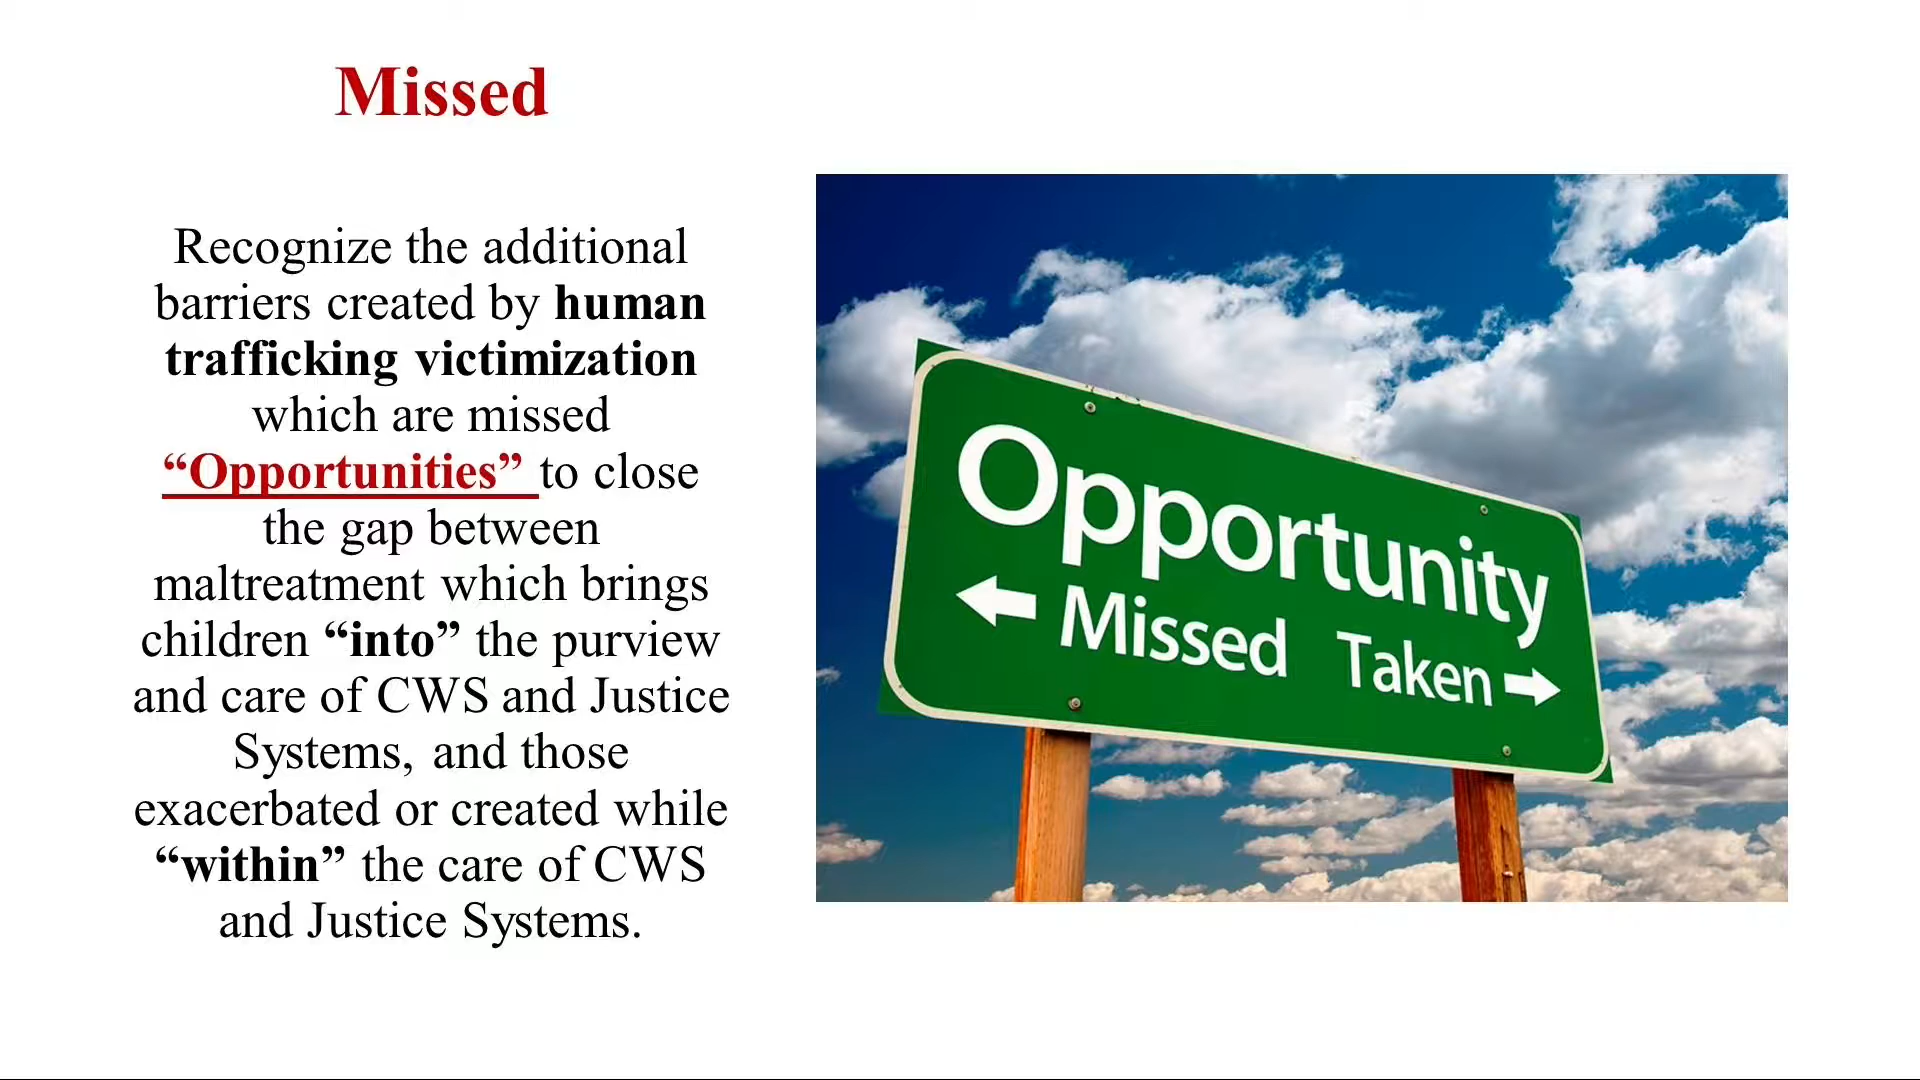 Missed
Recognize the additional
barriers created by human
trafficking victimization
which are missed
“Opportunities” to close
the gap between
maltreatment which brings
children “into” the purview
and care of CWS and Justice
Systems, and those
exacerbated or created while
“within” the care of CWS
and Justice Systems.
Opportunity
Missed Taken